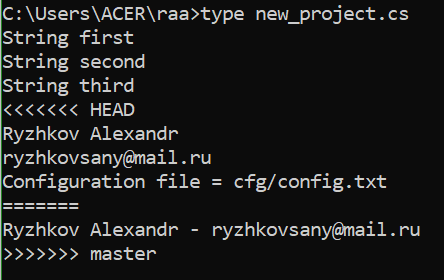 C:\Users\ACER\raa>type new_project.cs
String first
String second
String third
<<<<<<< HEAD
Ryzhkov Alexandr
ryzhkovsany@mail.ru
Configuration file = cfg/config.txt
=======
Ryzhkov Alexandr - ryzhkovsany@mail.ru
>>>>>>> master